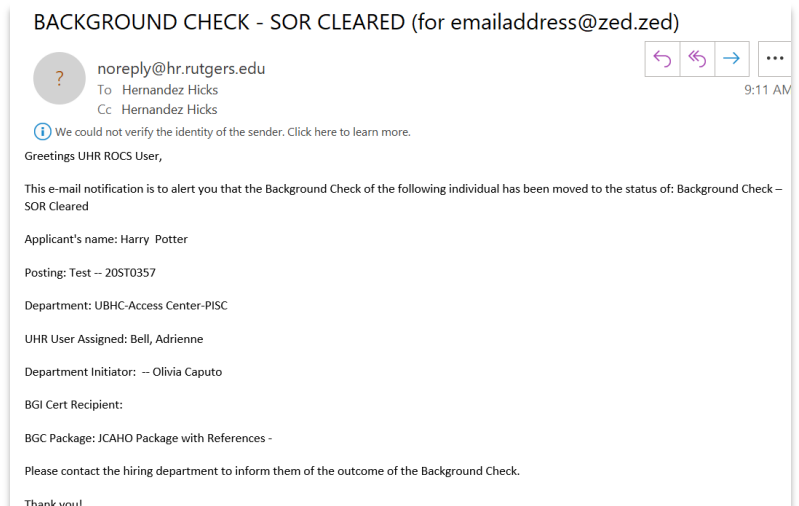 BACKGROUND CHECK - SOR CLEARED (for emailaddress@zed.zed)
?
noreply@hr.rutgers.edu
To Hernandez Hicks
Cc Hernandez Hicks
9:11 AM
We could not verify the identity of the sender. Click here to learn more.
Greetings UHR ROCS User,
This e-mail notification is to alert you that the Background Check of the following individual has been moved to the status of: Background Check –
SOR Cleared
Applicant's name: Harry  Potter
Posting: Test -- 20ST0357
Department: UBHC-Access Center-PISC
UHR User Assigned: Bell, Adrienne
Department Initiator:  -- Olivia Caputo
BGI Cert Recipient:
BGC Package: JCAHO Package with References -
Please contact the hiring department to inform them of the outcome of the Background Check.
Thank you!